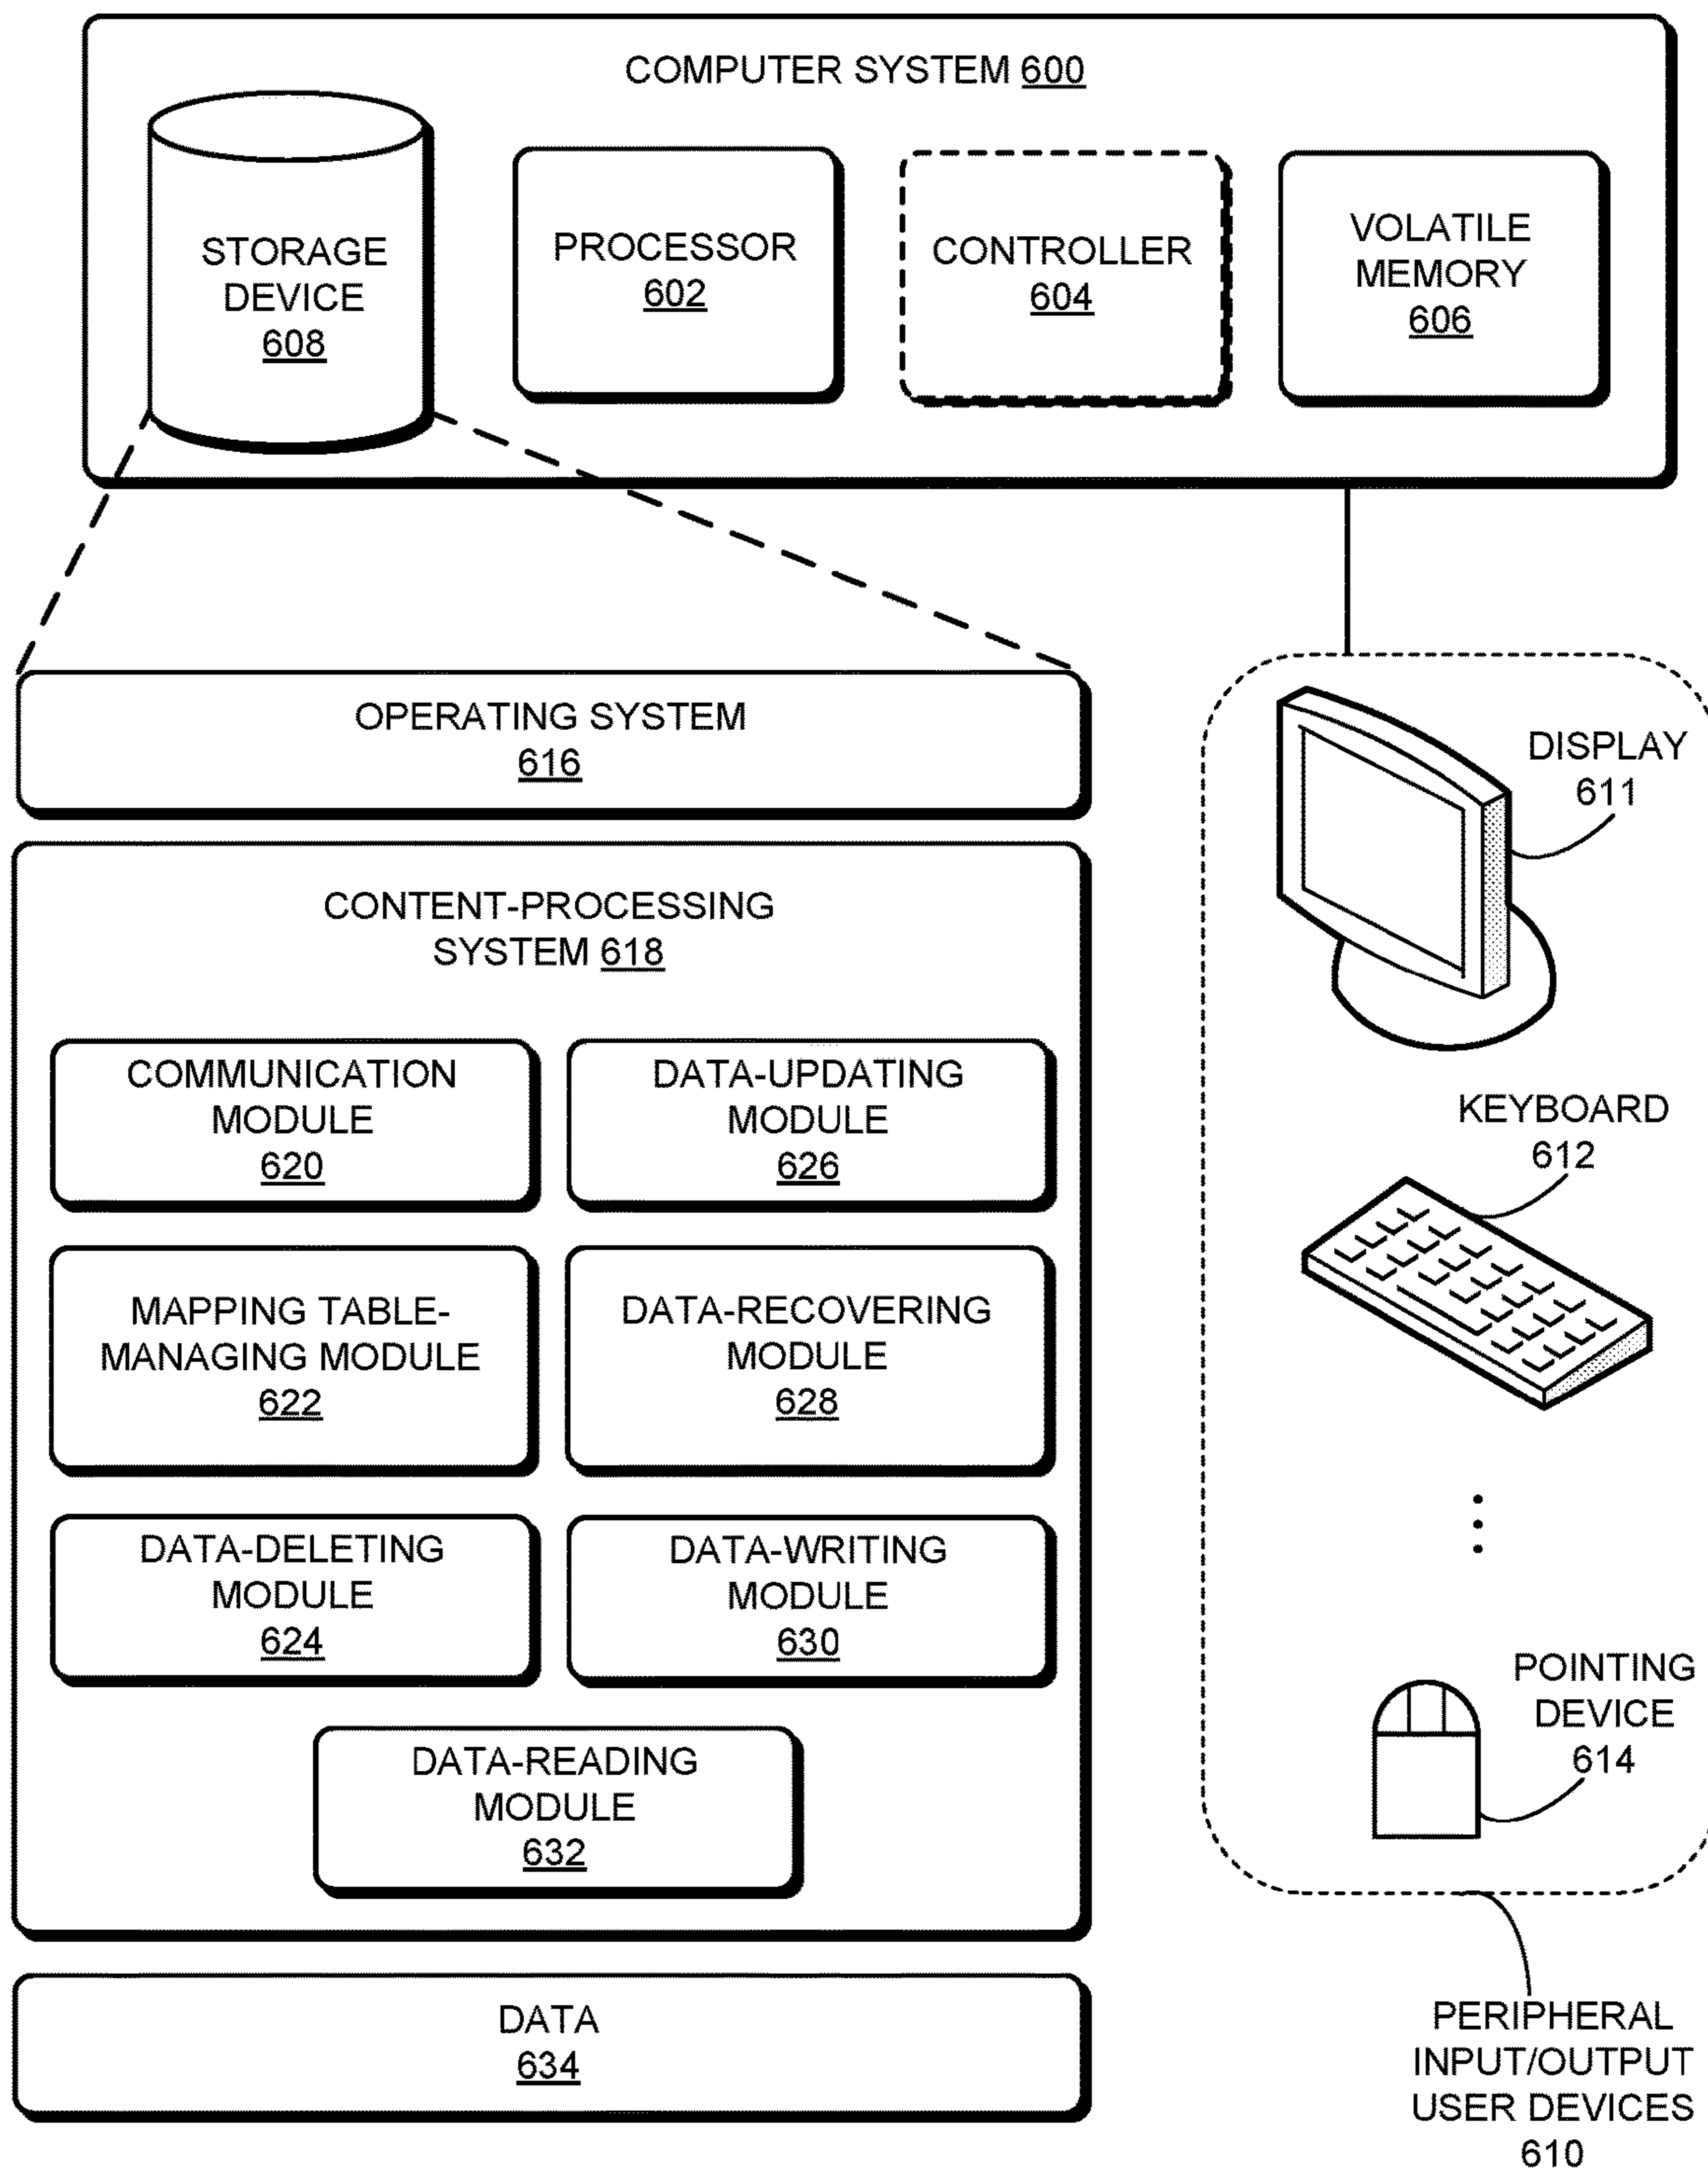 COMPUTER SYSTEM 600
STORAGE
DEVICE
608
PROCESSOR
602
CONTROLLER
604
VOLATILE
MEMORY
606
OPERATING SYSTEM
616
CONTENT-PROCESSING
SYSTEM 618
COMMUNICATION
MODULE
620
DATA-UPDATING
MODULE
626
MAPPING TABLE-
MANAGING MODULE
622
DATA-RECOVERING
MODULE
628
DATA-DELETING
MODULE
624
DATA-WRITING
MODULE
630
DATA-READING
MODULE
632
DATA
634
DISPLAY
611
KEYBOARD
612
POINTING
DEVICE
614
PERIPHERAL
INPUT/OUTPUT
USER DEVICES
610